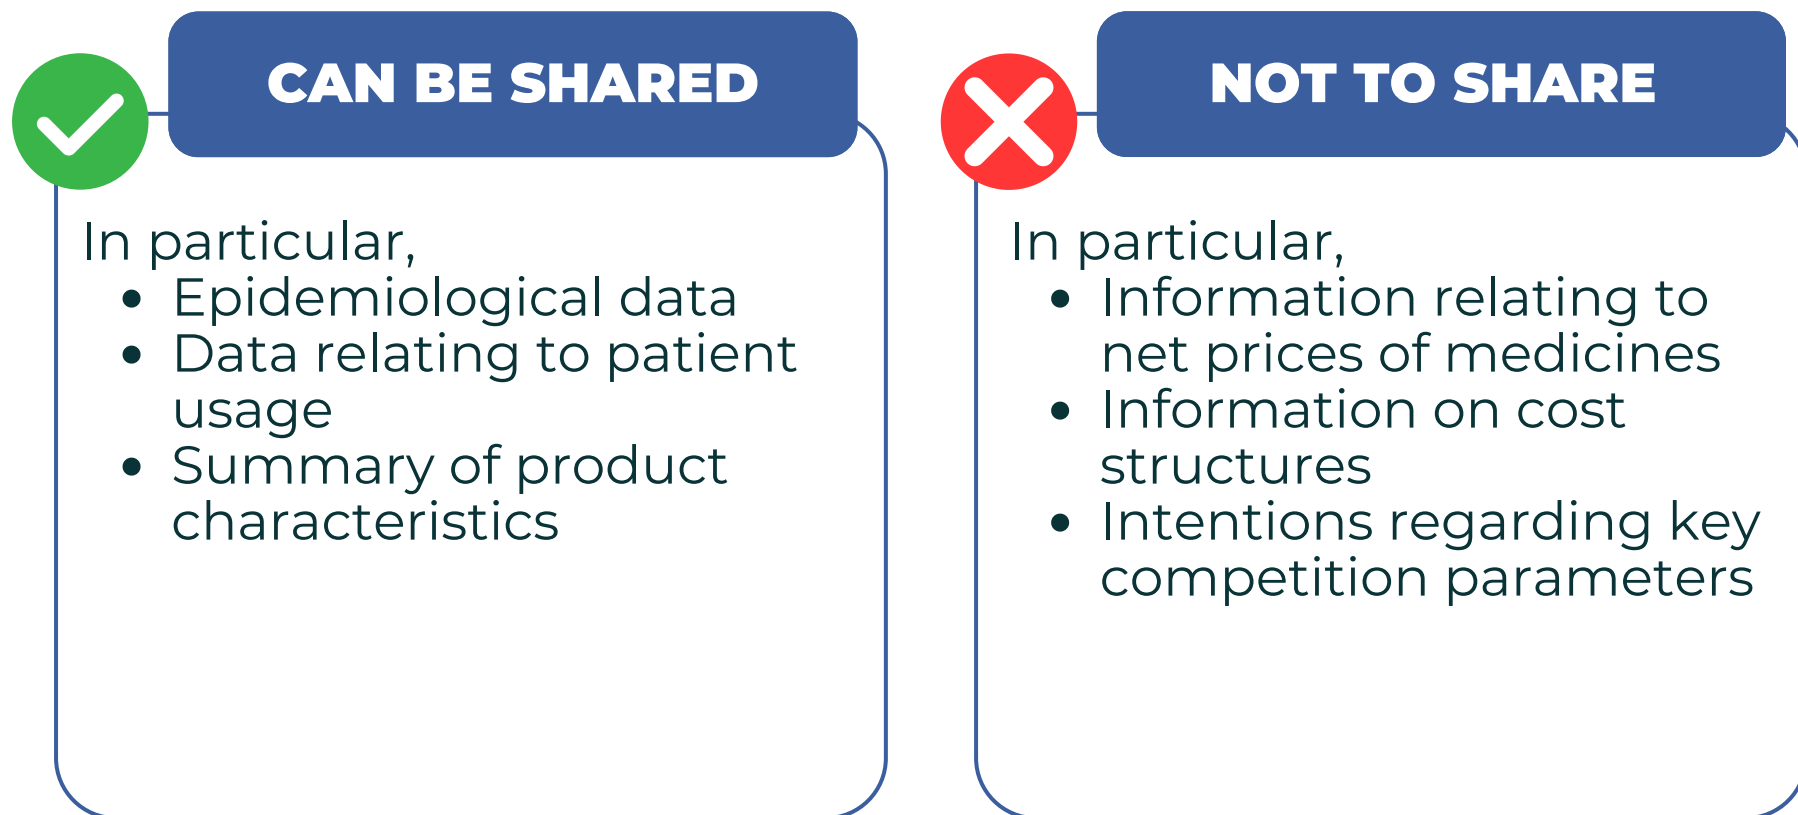 CAN BE SHARED
In particular,
• Epidemiological data
• Data relating to patient
usage
• Summary of product
characteristics
NOT TO SHARE
In particular,
• Information relating to
net prices of medicines
• Information on cost
structures
• Intentions regarding key
competition parameters